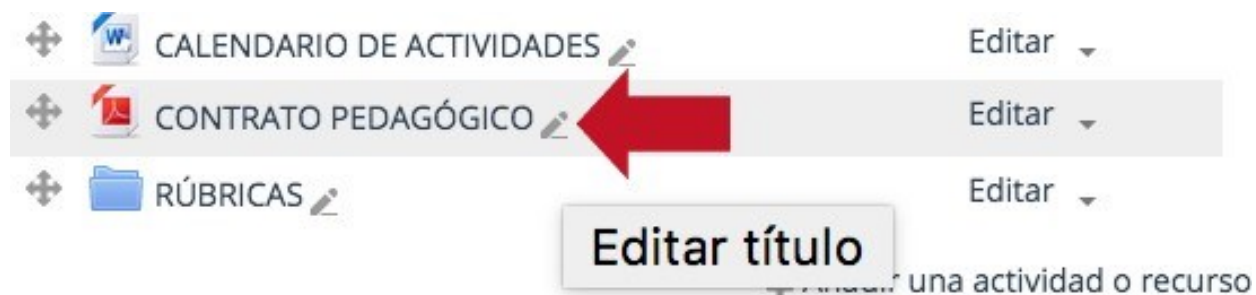 CALENDARIO DE ACTIVIDADES Editar
CONTRATO PEDAGÓGICO Editar
RÚBRICAS Editar
Editar título
una actividad o recurso